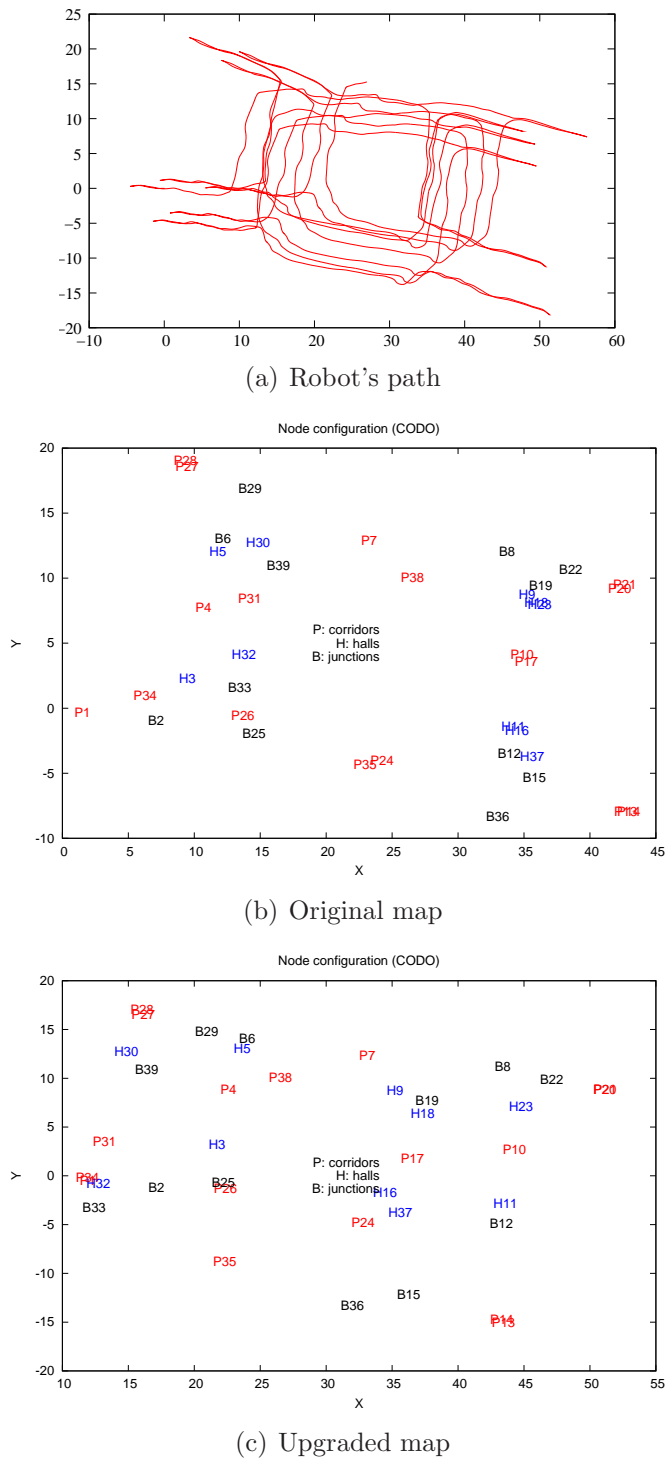 25
20
15
10
5
0
-5
-10
-15
-20
-10 0 10 20 30 40 50 60
(a) Robot's path
Node configuration (CODO)
20
15
10
5
0
-5
-10
Y
P28
P27
B29
B6
H5
H30
B39
P7
B8
P38
B22
B19
P21
P20
H9
H18
H23
P4
P31
P: corridors
H: halls
B: junctions
H32
H3
B33
P10
P17
P1
P34
B2
P26
B25
H11
H16
B12
H37
P35
P24
B15
B36
P14
0 5 10 15 20 25 30 35 40 45
X
(b) Original map
Node configuration (CODO)
20
15
10
5
0
-5
-10
-15
-20
Y
P28
P27
B29
B6
H5
H30
B39
P7
B8
P38
B22
H9
P4
B19
H18
H23
P31
H3
P17
P10
P: corridors
H: halls
B: junctions
H32
B2
B25
P26
B33
H16
H37
H11
P24
B12
P35
B36
B15
P14
P13
10 15 20 25 30 35 40 45 50 55
X
(c) Upgraded map